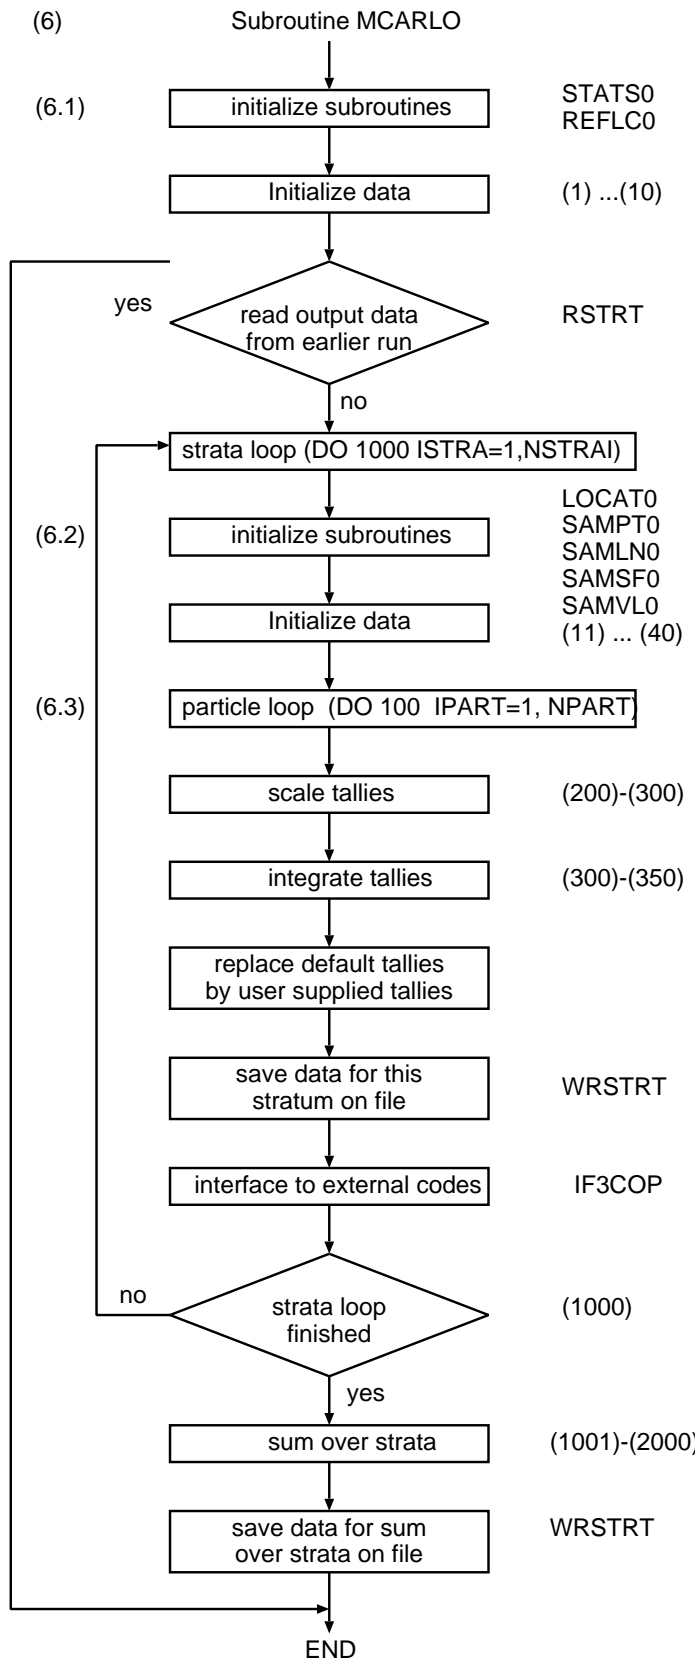 (6) Subroutine MCARLO
(6.1) initialize subroutines STATS0
REFLC0
Initialize data (1) ...(10)
yes
read output data
from earlier run
RSTRT
no
strata loop (DO 1000 ISTRA=1,NSTRAI)
(6.2) initialize subroutines
LOCAT0
SAMPT0
SAMLN0
SAMSF0
SAMVL0
Initialize data (11) ... (40)
(6.3) particle loop (DO 100 IPART=1, NPART)
scale tallies (200)-(300)
integrate tallies (300)-(350)
replace default tallies
by user supplied tallies
save data for this
stratum on file
WRSTRT
interface to external codes IF3COP
no
strata loop
finished
(1000)
yes
sum over strata (1001)-(2000)
save data for sum
over strata on file
WRSTRT
END